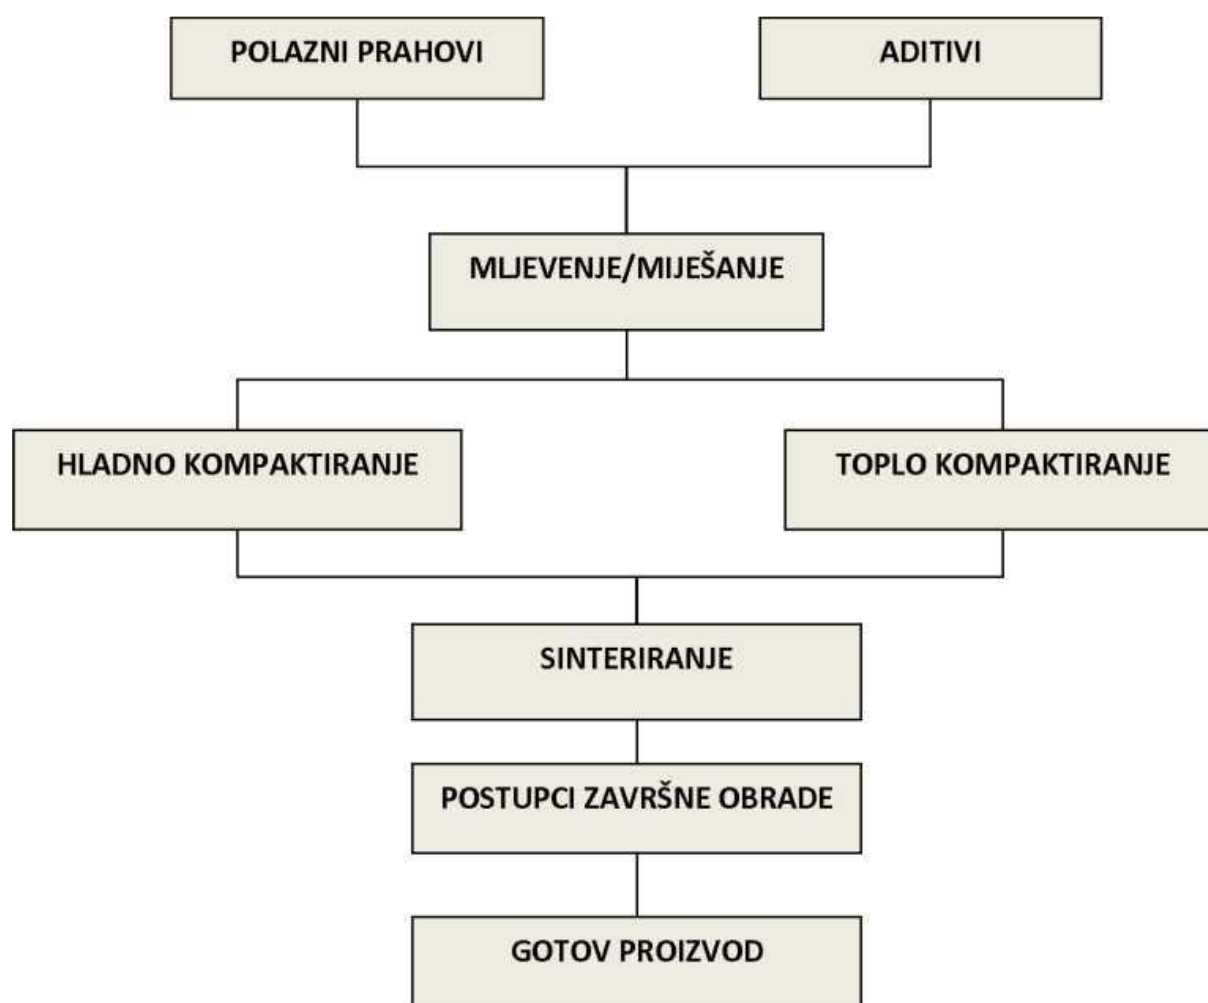 POLAZNI PRAHOVI
ADITIVI
MLJEVENJE/MIJEŠANJE
HLADNO KOMPAKTIRANJE
TOPLO KOMPAKTIRANJE
SINTERIRANJE
POSTUPCI ZAVRŠNE OBRADE
GOTOV PROIZVOD